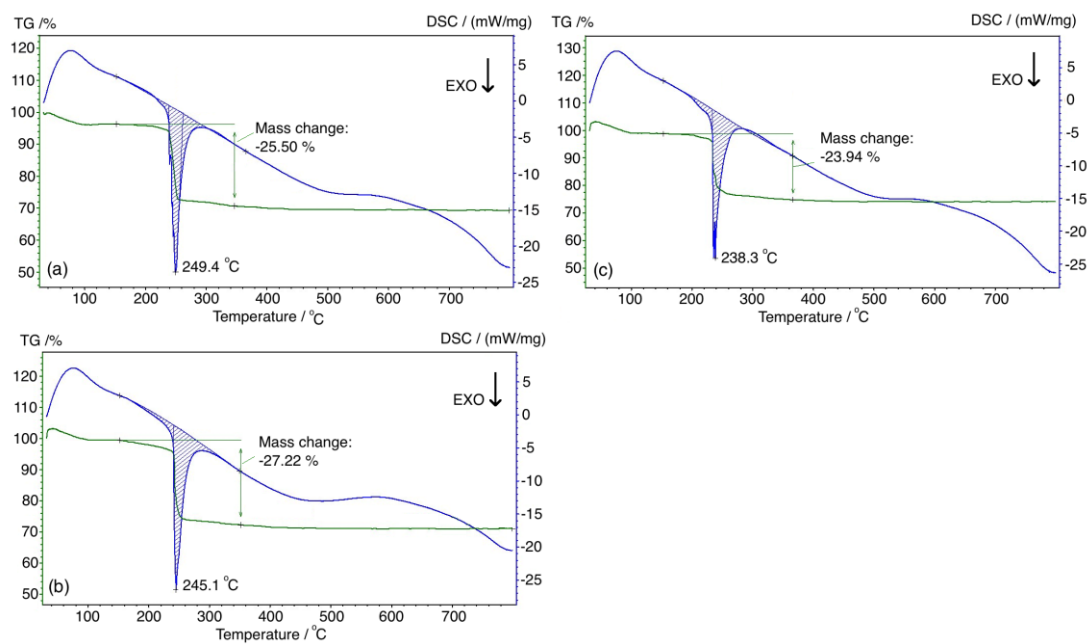 TG /%
DSC / (mW/mg)
120
110
100
90
80
70
60
50
5
0
-5
-10
-15
-20
-25
EXO
Mass change:
-25.50 %
249.4 °C
(a)
100 200 300 400 500 600 700
Temperature / °C
TG /%
DSC / (mW/mg)
130
120
110
100
90
80
70
60
50
5
0
-5
-10
-15
-20
-25
EXO
Mass change:
-23.94 %
238.3 °C
(c)
100 200 300 400 500 600 700
Temperature / °C
TG /%
DSC / (mW/mg)
120
110
100
90
80
70
60
50
5
0
-5
-10
-15
-20
-25
EXO
Mass change:
-27.22 %
245.1 °C
(b)
100 200 300 400 500 600 700
Temperature / °C